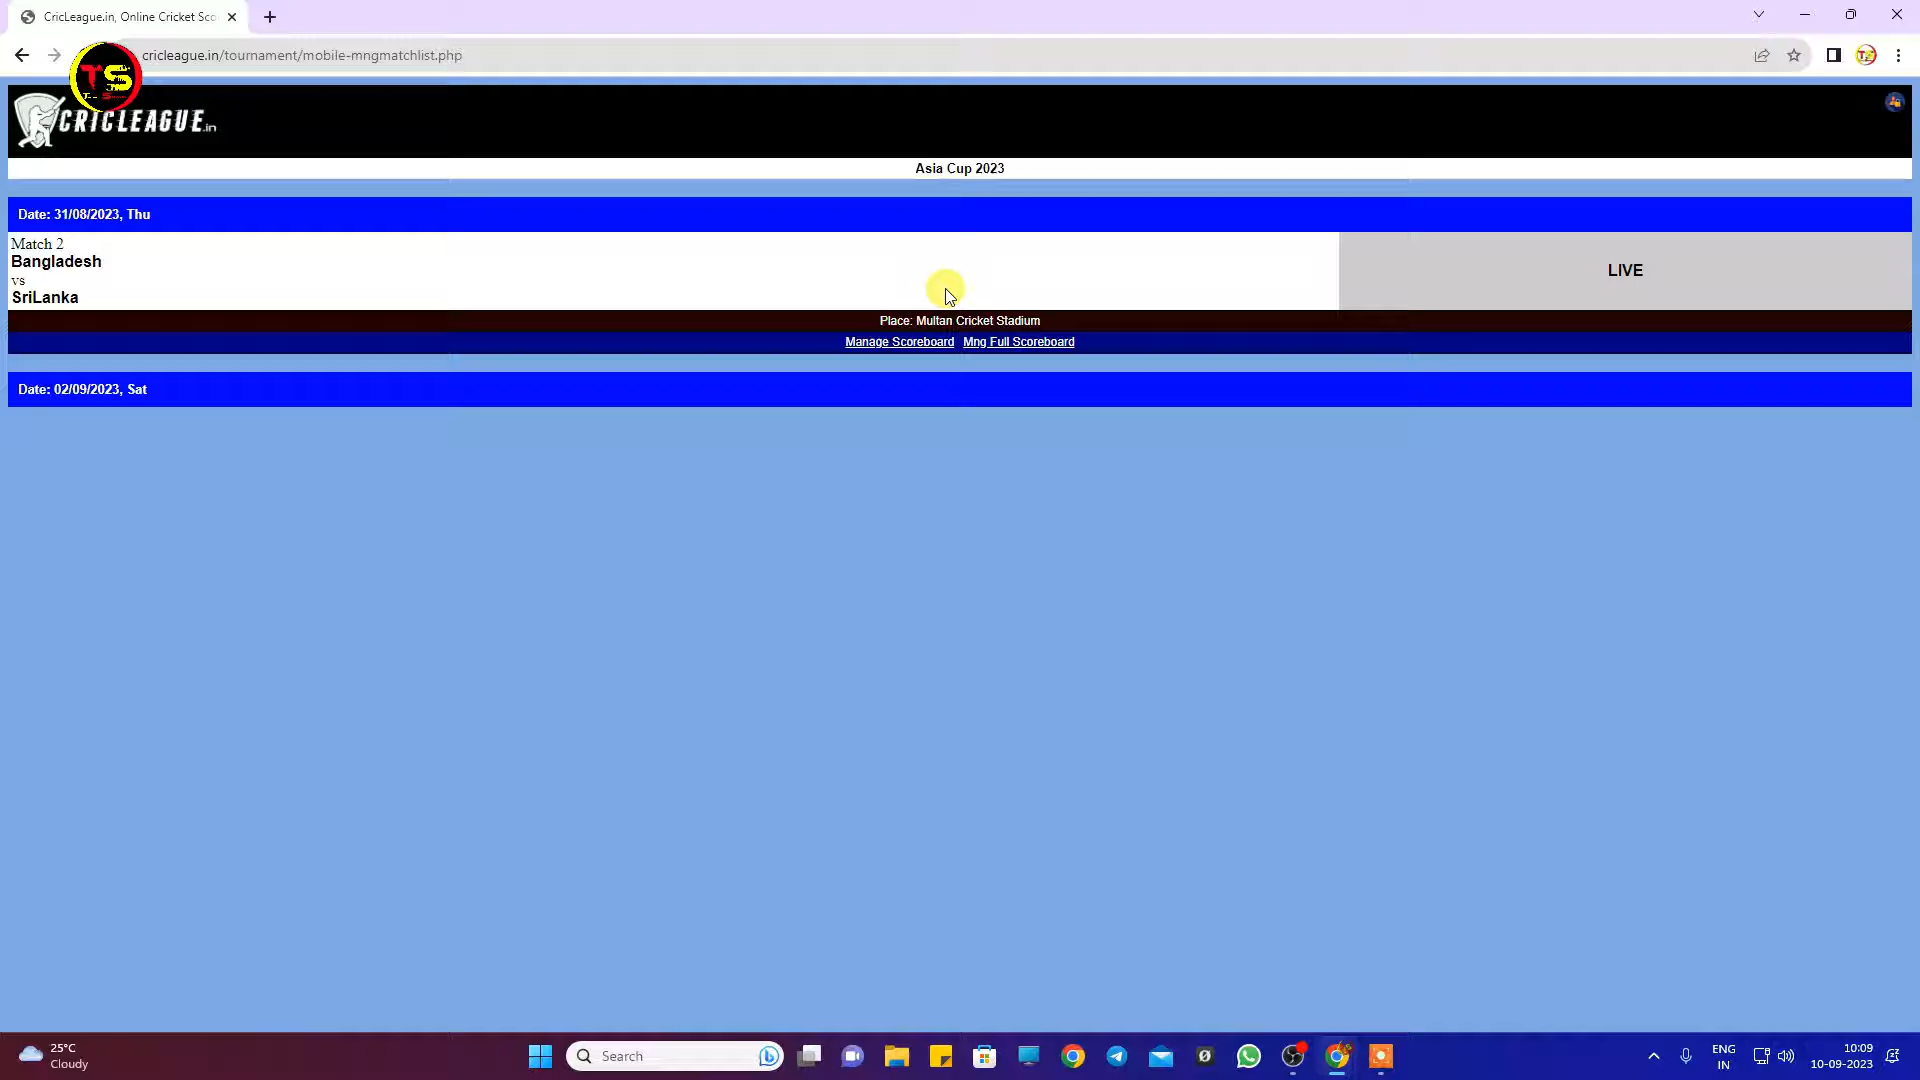 CricLeague.in, Online Cricket Sco
cricleague.in/tournament/mobile-mngmatchlist.php
TS
CRICLEAGUE.in
Asia Cup 2023
Date: 31/08/2023, Thu
Match 2
Bangladesh
vs
SriLanka
LIVE
Place: Multan Cricket Stadium
Manage Scoreboard Mng Full Scoreboard
Date: 02/09/2023, Sat
25°C
Cloudy
Search
ENG
IN
10:09
10-09-2023